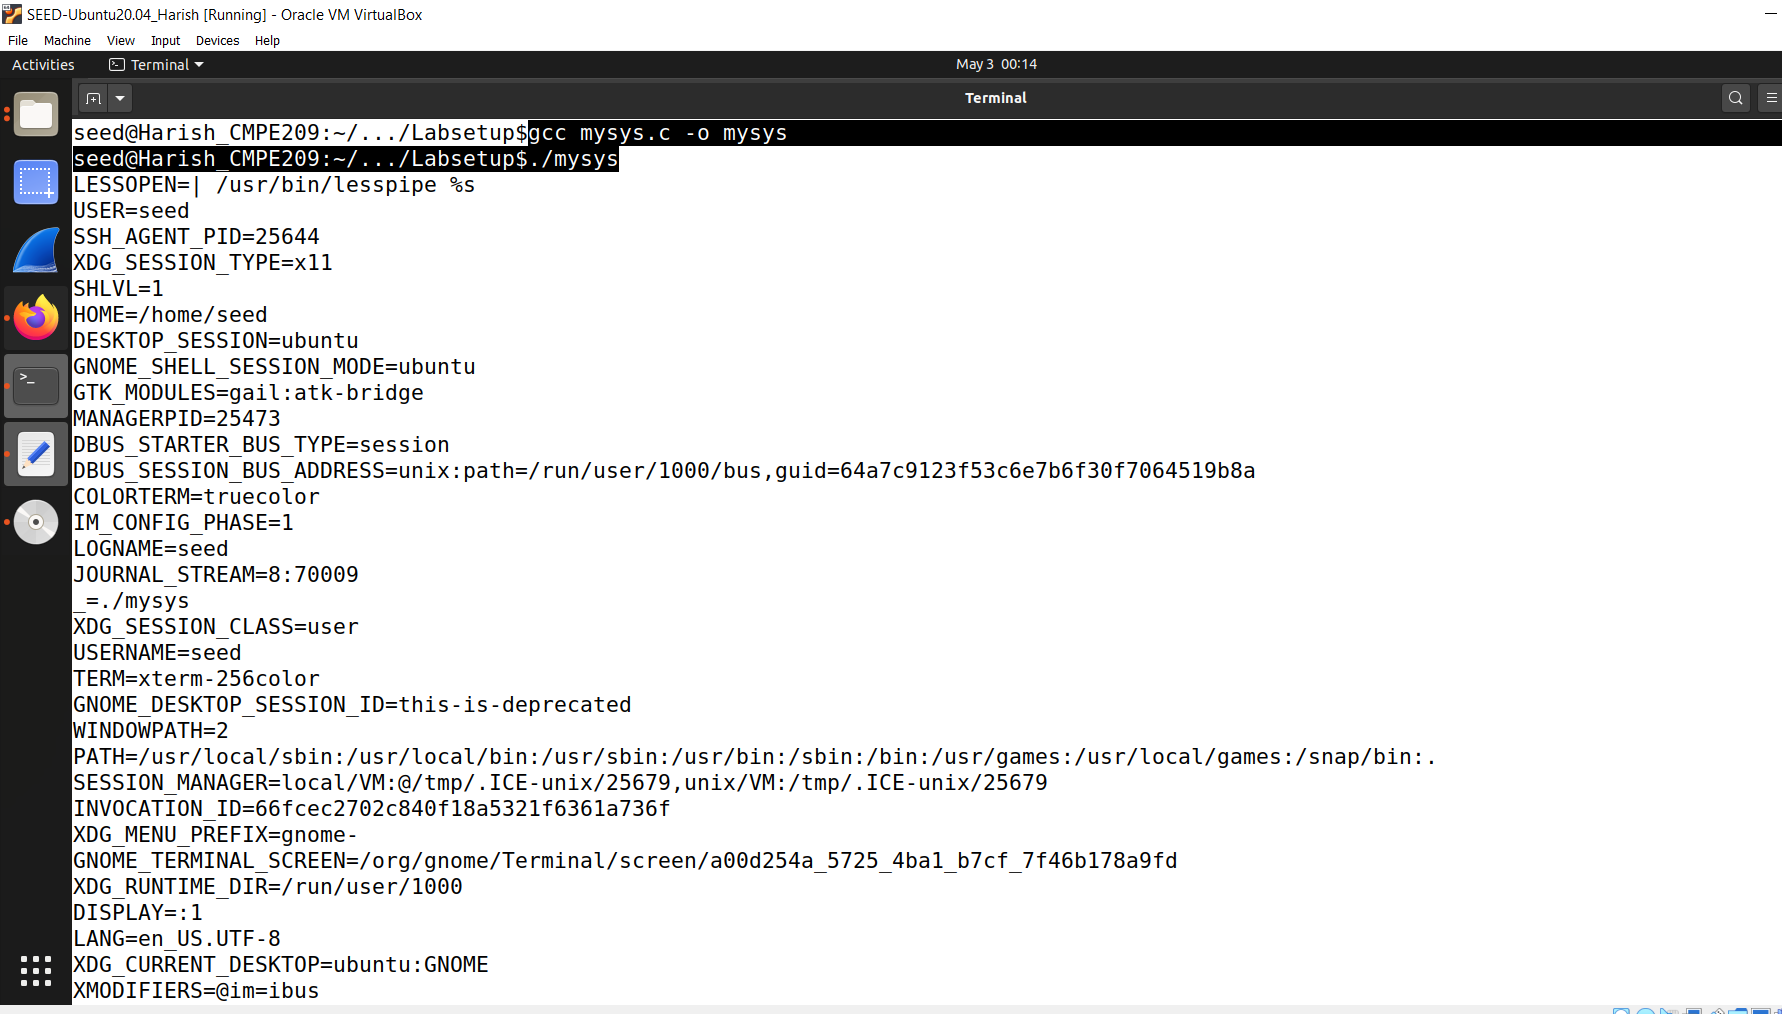 SEED-Ubuntu20.04_Harish [Running] - Oracle VM VirtualBox
File Machine View Input Devices Help
Activities Terminal May 3 00:14
Terminal
seed@Harish_CMPE209:~/.../Labsetup$gcc mysys.c -o mysys
seed@Harish_CMPE209:~/.../Labsetup$./mysys
LESSOPEN=| /usr/bin/lesspipe %s
USER=seed
SSH_AGENT_PID=25644
XDG_SESSION_TYPE=x11
SHLVL=1
HOME=/home/seed
DESKTOP_SESSION=ubuntu
GNOME_SHELL_SESSION_MODE=ubuntu
GTK_MODULES=gail:atk-bridge
MANAGERPID=25473
DBUS_STARTER_BUS_TYPE=session
DBUS_SESSION_BUS_ADDRESS=unix:path=/run/user/1000/bus,guid=64a7c9123f53c6e7b6f30f7064519b8a
COLORTERM=truecolor
IM_CONFIG_PHASE=1
LOGNAME=seed
JOURNAL_STREAM=8:70009
_=./mysys
XDG_SESSION_CLASS=user
USERNAME=seed
TERM=xterm-256color
GNOME_DESKTOP_SESSION_ID=this-is-deprecated
WINDOWPATH=2
PATH=/usr/local/sbin:/usr/local/bin:/usr/sbin:/usr/bin:/sbin:/bin:/usr/games:/usr/local/games:/snap/bin:.
SESSION_MANAGER=local/VM:@/tmp/.ICE-unix/25679,unix/VM:/tmp/.ICE-unix/25679
INVOCATION_ID=66fcec2702c840f18a5321f6361a736f
XDG_MENU_PREFIX=gnome-
GNOME_TERMINAL_SCREEN=/org/gnome/Terminal/screen/a00d254a_5725_4ba1_b7cf_7f46b178a9fd
XDG_RUNTIME_DIR=/run/user/1000
DISPLAY=:1
LANG=en_US.UTF-8
XDG_CURRENT_DESKTOP=ubuntu:GNOME
XMODIFIERS=@im=ibus